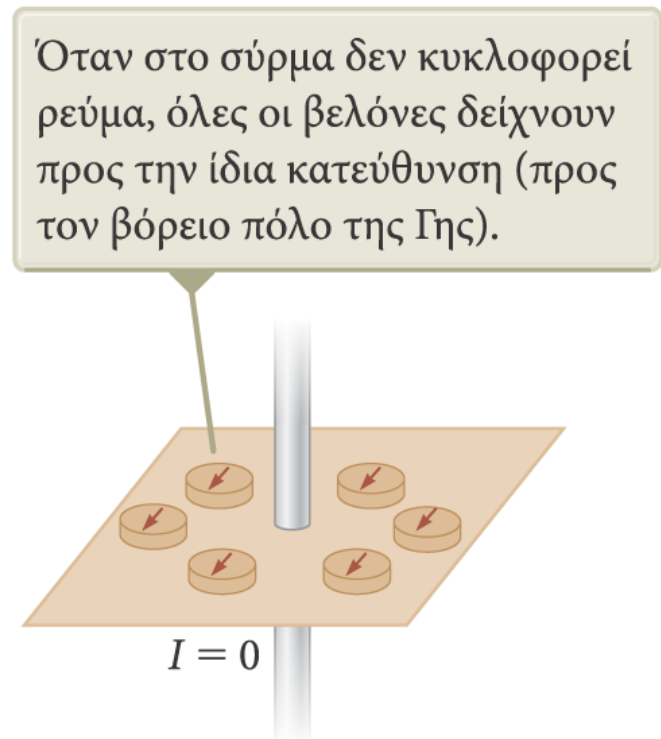 Όταν στο σύρμα δεν κυκλοφορεί
ρεύμα, όλες οι βελόνες δείχνουν
προς την ίδια κατεύθυνση (προς
τον βόρειο πόλο της Γης).
I = 0